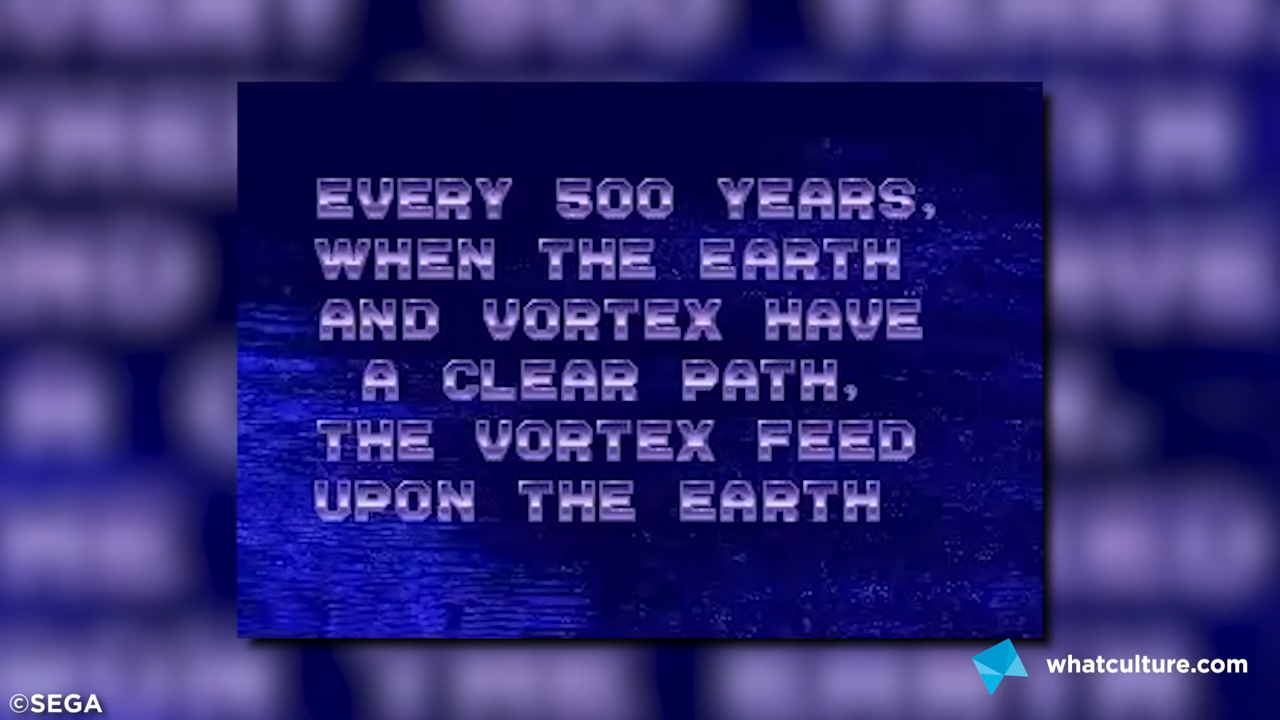 EVERY 500 YEARS,
WHEN THE EARTH
AND VORTEX HAVE
A CLEAR PATH,
THE VORTEX FEED
UPON THE EARTH
whatculture.com
©SEGA